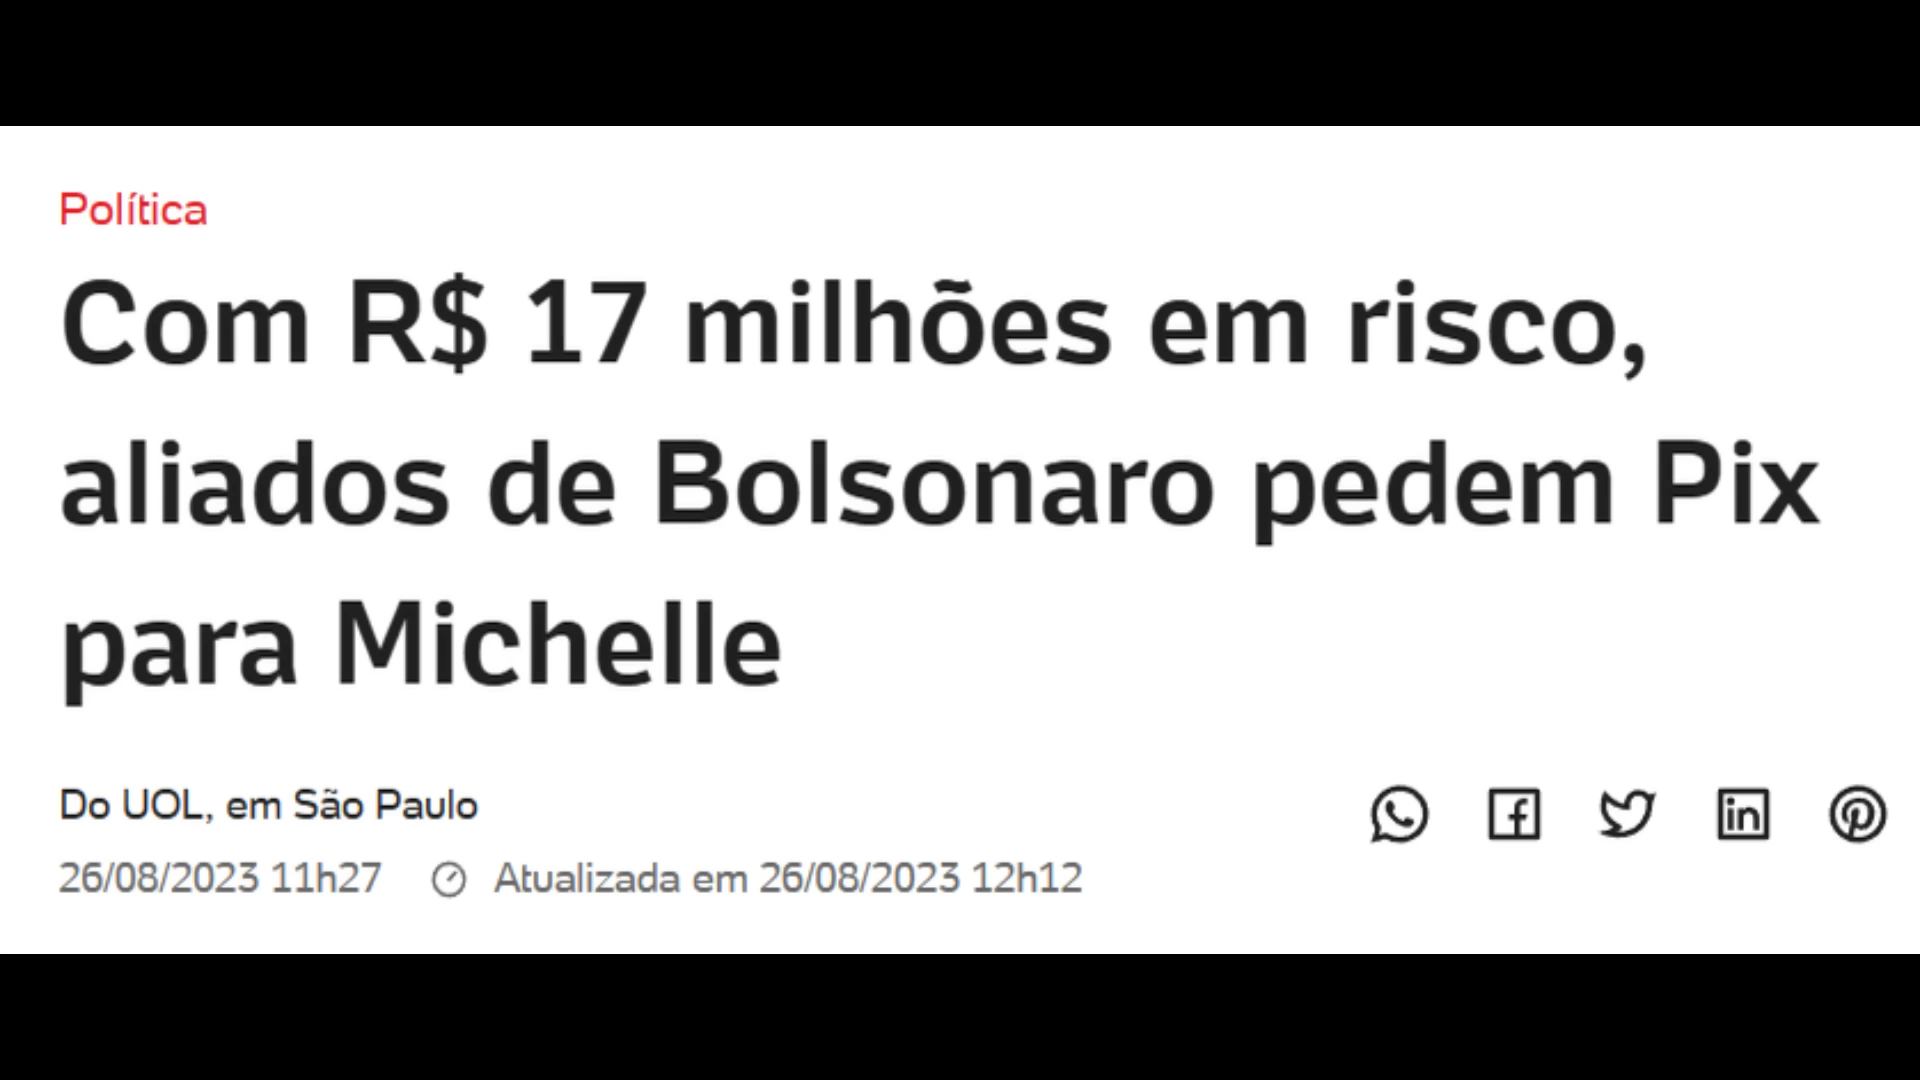 Política
Com R$ 17 milhões em risco,
aliados de Bolsonaro pedem Pix
para Michelle
Do UOL, em São Paulo
26/08/2023 11h27 Atualizada em 26/08/2023 12h12